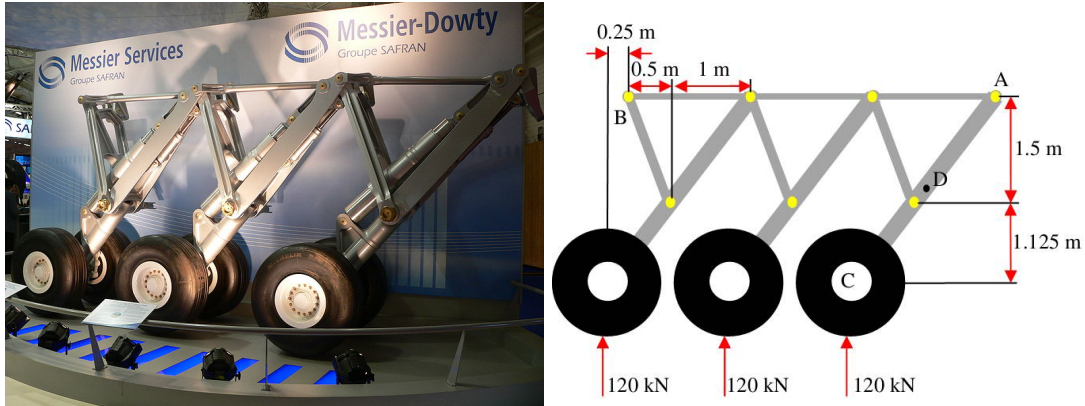 Messier Services
Groupe SAFRAN
Messier-Dowty
Groupe SAFRAN
SA
0.25 m
0.5 m
1 m
A
B
1.5 m
D
1.125 m
C
120 kN
120 kN
120 kN